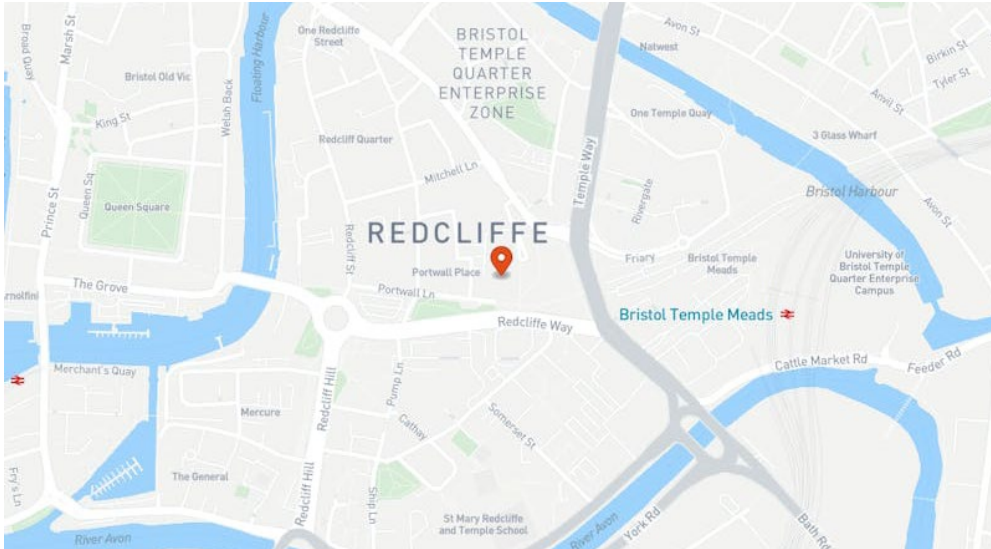 Broad Quay
Marsh St
Bristol Old Vic
King St
Welsh Back
Floating Harbour
One Redcliffe
Street
BRISTOL
TEMPLE
QUARTER
ENTERPRISE
ZONE
Natwest
Avon St
Birkin St
Tyler St
Anvil St
One Temple Quay
3 Glass Wharf
Redcliff Quarter
Mitchell Ln
Temple Way
Rivergate
Bristol Harbour
Avon St
Prince St
Queen Sq
Queen Square
Redcliff St
REDCLIFFE
Portwall Place
Friary
Bristol Temple
Meads
University of
Bristol Temple
Quarter Enterprise
Campus
The Grove
rnolfini
Portwall Ln
Redcliffe Way
Bristol Temple Meads
Cattle Market Rd
Feeder Rd
Merchant's Quay
Mercure
Redcliff Hill
Pump Ln
Cathay
Somerset St
The General
Fry's Ln
Redcliff Hill
Ship Ln
St Mary Redcliffe
and Temple School
River Avon
River Avon
York Rd
Bath Rd